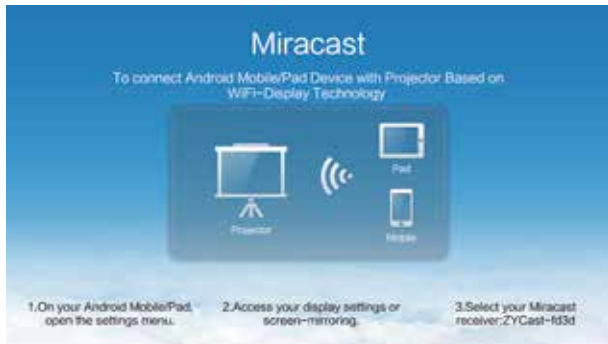 Miracast
To connect Android Mobile/Pad Device with Projector Based on
WiFi-Display Technology
Pad
Projector
Mobile
1.On your Android Mobile/Pad,
open the settings menu.
2.Access your display settings or
screen-mirroring.
3.Select your Miracast
receiver:ZYCast-fd3d